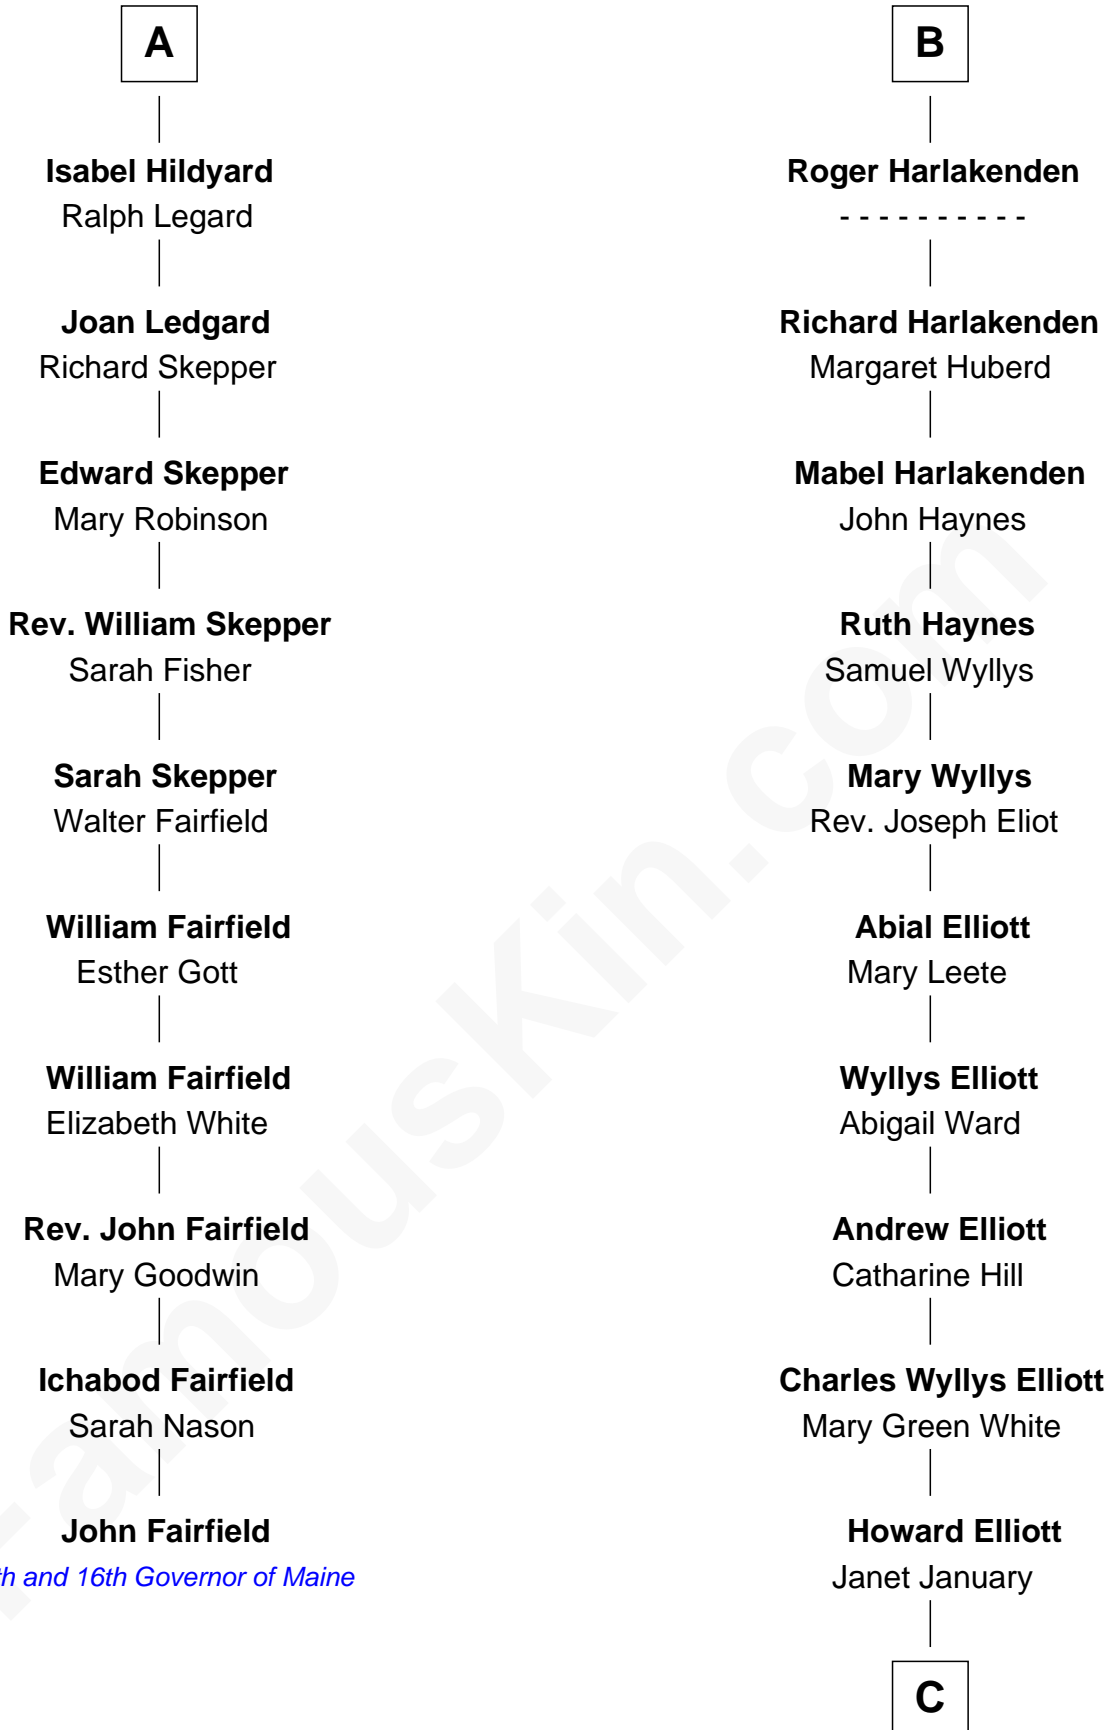 A
Isabel Hildyard
Ralph Legard
Joan Ledgard
Richard Skepper
Edward Skepper
Mary Robinson
Rev. William Skepper
Sarah Fisher
Sarah Skepper
Walter Fairfield
William Fairfield
Esther Gott
William Fairfield
Elizabeth White
Rev. John Fairfield
Mary Goodwin
Ichabod Fairfield
Sarah Nason
John Fairfield
th and 16th Governor of Maine
B
Roger Harlakenden
- - - - - - - - - -
Richard Harlakenden
Margaret Huberd
Mabel Harlakenden
John Haynes
Ruth Haynes
Samuel Wyllys
Mary Wyllys
Rev. Joseph Eliot
Abial Elliott
Mary Leete
Wyllys Elliott
Abigail Ward
Andrew Elliott
Catharine Hill
Charles Wyllys Elliott
Mary Green White
Howard Elliott
Janet January
C
FamousKin.com